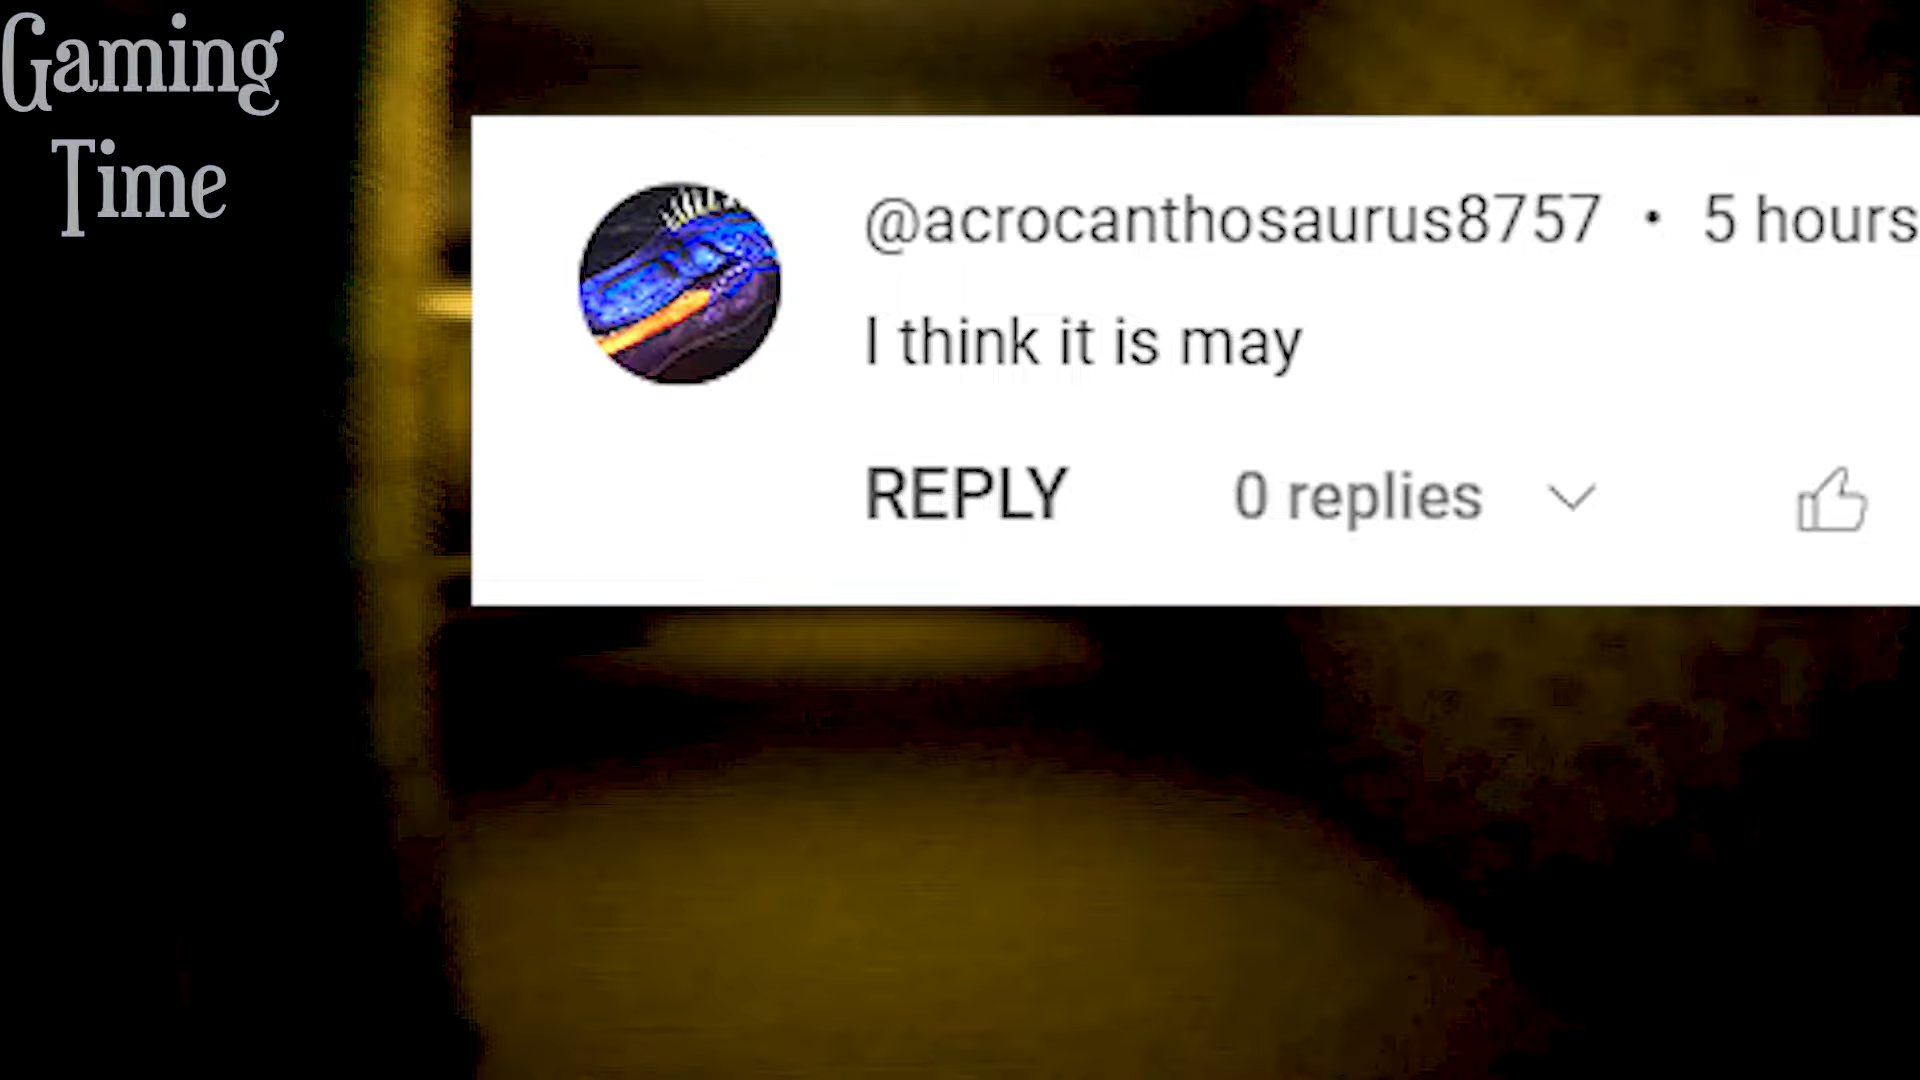 Gaming
Time
@acrocanthosaurus8757 • 5 hours
I think it is may
REPLY 0 replies